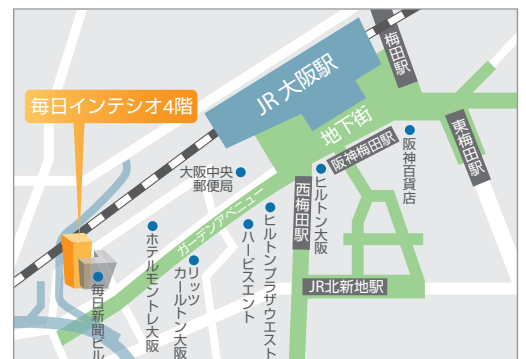 梅田駅
JR 大阪駅
毎日インテシオ4階
地下街
東梅田駅
阪神梅田駅
阪神百貨店
大阪中央
郵便局
ガーデンアベニュー
西梅田駅
ヒルトン大阪
ヒルトンプラザウエスト
ハービスエント
リッツ
カールトン大阪
ホテルモントレ大阪
毎日新聞ビル
JR北新地駅